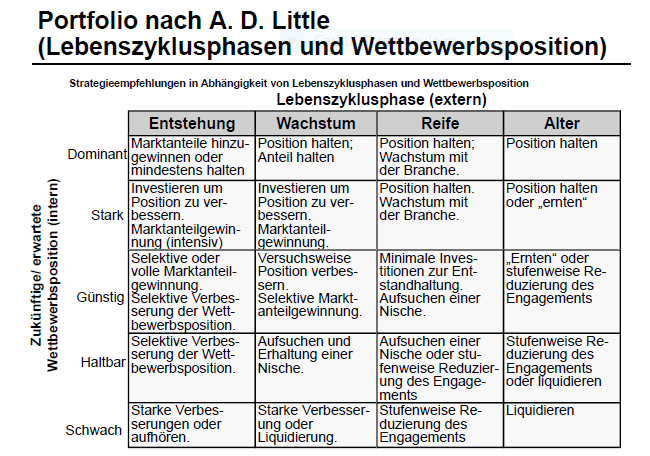 Portfolio nach A. D. Little
(Lebenszyklusphasen und Wettbewerbsposition)
Strategieempfehlungen in Abhängigkeit von Lebenszyklusphasen und Wettbewerbsposition
Lebenszyklusphase (extern)
Zukünftige/ erwartete
Wettbewerbsposition (intern)
Entstehung
Wachstum
Reife
Alter
Dominant
Marktanteile hinzu-
gewinnen oder
mindestens halten
Position halten;
Anteil halten
Position halten;
Wachstum mit
der Branche.
Position halten
Stark
Investieren um
Position zu ver-
bessern.
Marktanteilgewin-
nung (intensiv)
Investieren um
Position zu ver-
bessern.
Marktanteil-
gewinnung.
Position halten.
Wachstum mit
der Branche.
Position halten
oder „ernten“
Günstig
Selektive oder
volle Marktanteil-
gewinnung.
Selektive Verbes-
serung der Wett-
bewerbsposition.
Versuchsweise
Position verbes-
sern.
Selektive Markt-
anteilgewinnung.
Minimale Inves-
titionen zur Ent-
standhaltung.
Aufsuchen einer
Nische.
„Ernten“ oder
stufenweise Re-
duzierung des
Engagements
Haltbar
Selektive Verbes-
serung der Wett-
bewerbsposition.
Aufsuchen und
Erhaltung einer
Nische.
Aufsuchen einer
Nische oder stu-
fenweise Reduzier-
ung des Engage-
ments
Stufenweise Re-
duzierung des
Engagements
oder liquidieren
Schwach
Starke Verbes-
serungen oder
aufhören.
Starke Verbesser-
ung oder
Liquidierung.
Stufenweise Re-
duzierung des
Engagements
Liquidieren